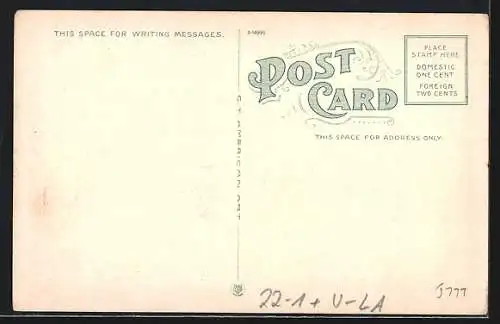 THIS SPACE FOR WRITING MESSAGES.
POST CARD
PLACE
STAMP HERE
DOMESTIC
ONE CENT
FOREIGN
TWO CENTS
THIS SPACE FOR ADDRESS ONLY.
22-1+ U-LA
J777